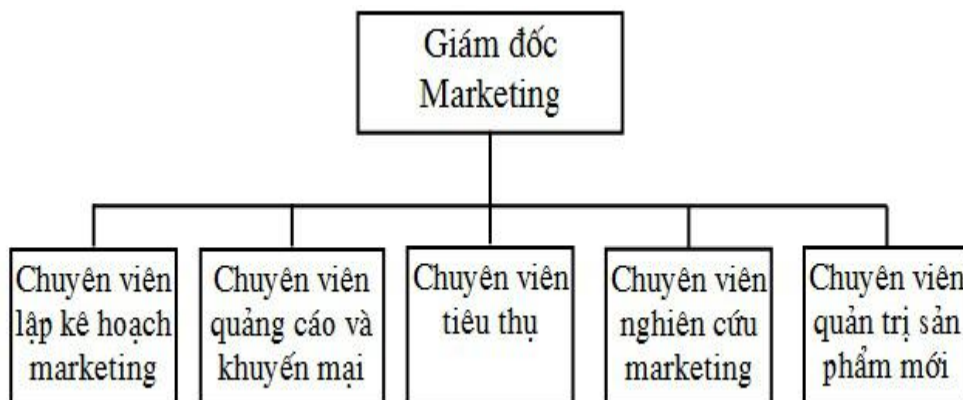 Giám đốc
Marketing
Chuyên viên
lập kê hoạch
marketing
Chuyên viên
quảng cáo và
khuyến mại
Chuyên viên
tiêu thụ
Chuyên viên
nghiên cứu
marketing
Chuyên viên
quản trị sản
phẩm mới